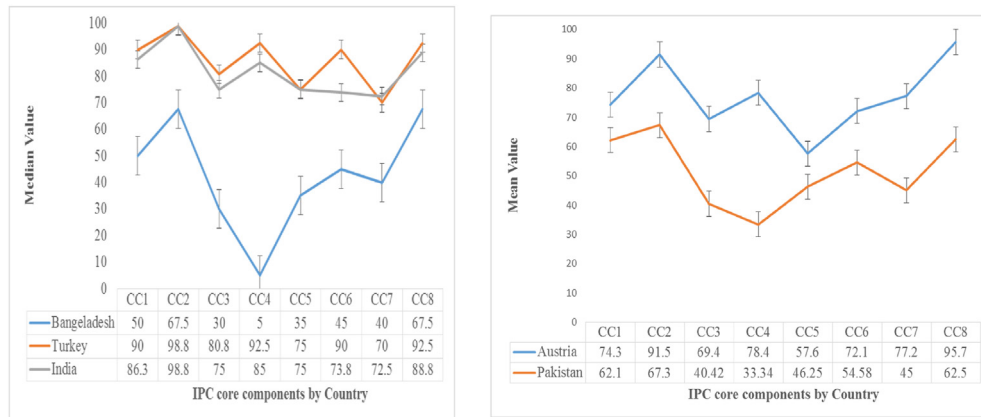 Median Value
100
90
80
70
60
50
40
30
20
10
0
CC1 CC2 CC3 CC4 CC5 CC6 CC7 CC8
Bangeladesh 50 67.5 30 5 35 45 40 67.5
Turkey 90 98.8 80.8 92.5 75 90 70 92.5
India 86.3 98.8 75 85 75 73.8 72.5 88.8
IPC core components by Country
Mean Value
100
90
80
70
60
50
40
30
20
10
0
CC1 CC2 CC3 CC4 CC5 CC6 CC7 CC8
Austria 74.3 91.5 69.4 78.4 57.6 72.1 77.2 95.7
Pakistan 62.1 67.3 40.42 33.34 46.25 54.58 45 62.5
IPC core components by Country